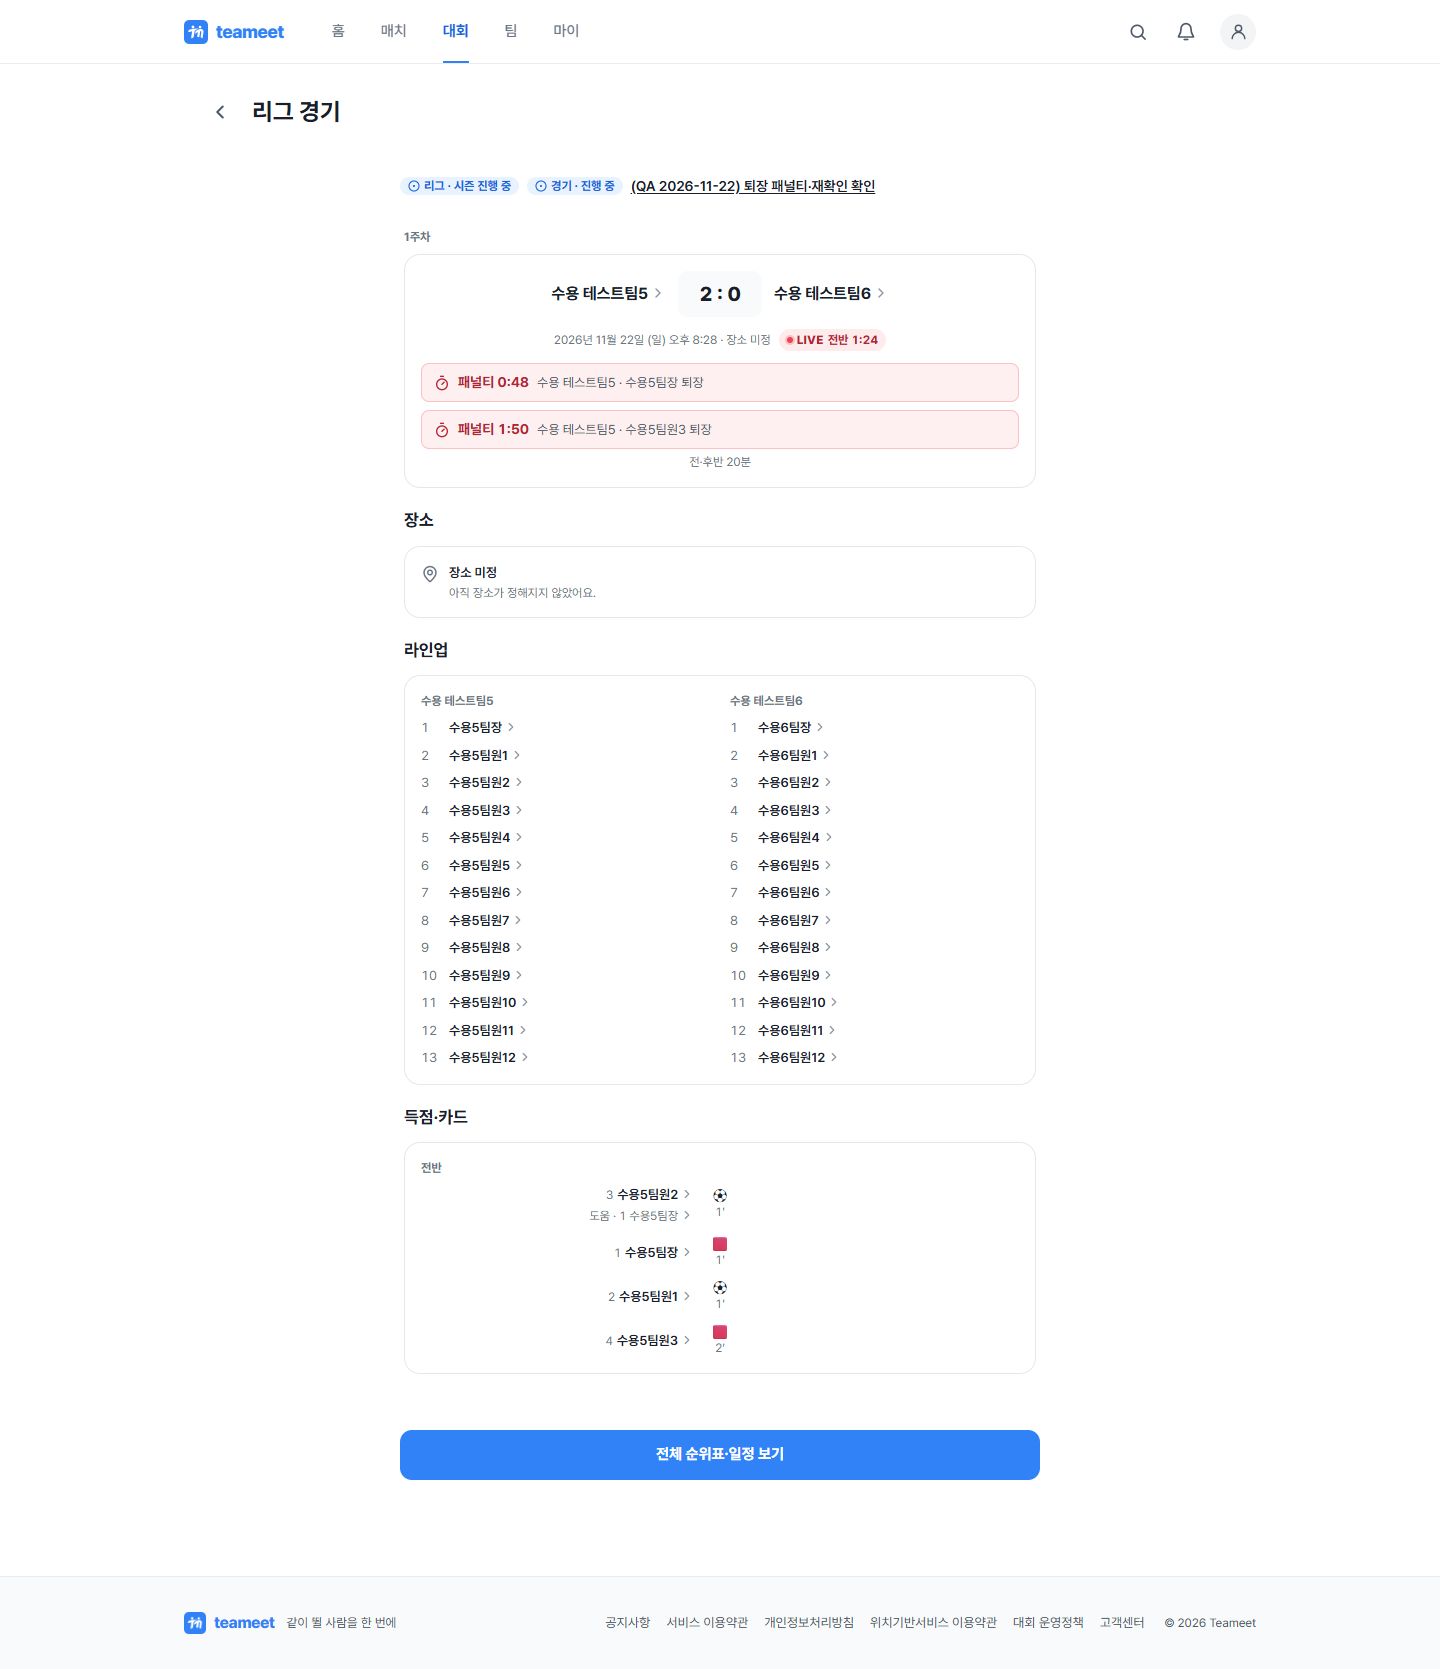 teameet 홈 매치 대회 팀 마이
리그 경기
리그 · 시즌 진행 중 경기 · 진행 중 (QA 2026-11-22) 퇴장 패널티·재확인 확인
1주차
수용 테스트팀5 2 : 0 수용 테스트팀6
2026년 11월 22일 (일) 오후 8:28 · 장소 미정 LIVE 전반 1:24
패널티 0:48 수용 테스트팀5 · 수용5팀장 퇴장
패널티 1:50 수용 테스트팀5 · 수용5팀원3 퇴장
전·후반 20분
장소
장소 미정
아직 장소가 정해지지 않았어요.
라인업
수용 테스트팀5
1 수용5팀장
2 수용5팀원1
3 수용5팀원2
4 수용5팀원3
5 수용5팀원4
6 수용5팀원5
7 수용5팀원6
8 수용5팀원7
9 수용5팀원8
10 수용5팀원9
11 수용5팀원10
12 수용5팀원11
13 수용5팀원12
수용 테스트팀6
1 수용6팀장
2 수용6팀원1
3 수용6팀원2
4 수용6팀원3
5 수용6팀원4
6 수용6팀원5
7 수용6팀원6
8 수용6팀원7
9 수용6팀원8
10 수용6팀원9
11 수용6팀원10
12 수용6팀원11
13 수용6팀원12
득점·카드
전반
3 수용5팀원2
도움 · 1 수용5팀장
1'
1 수용5팀장
1'
2 수용5팀원1
1'
4 수용5팀원3
2'
전체 순위표·일정 보기
teameet 같이 뛸 사람을 한 번에 공지사항 서비스 이용약관 개인정보처리방침 위치기반서비스 이용약관 대회 운영정책 고객센터 © 2026 Teameet